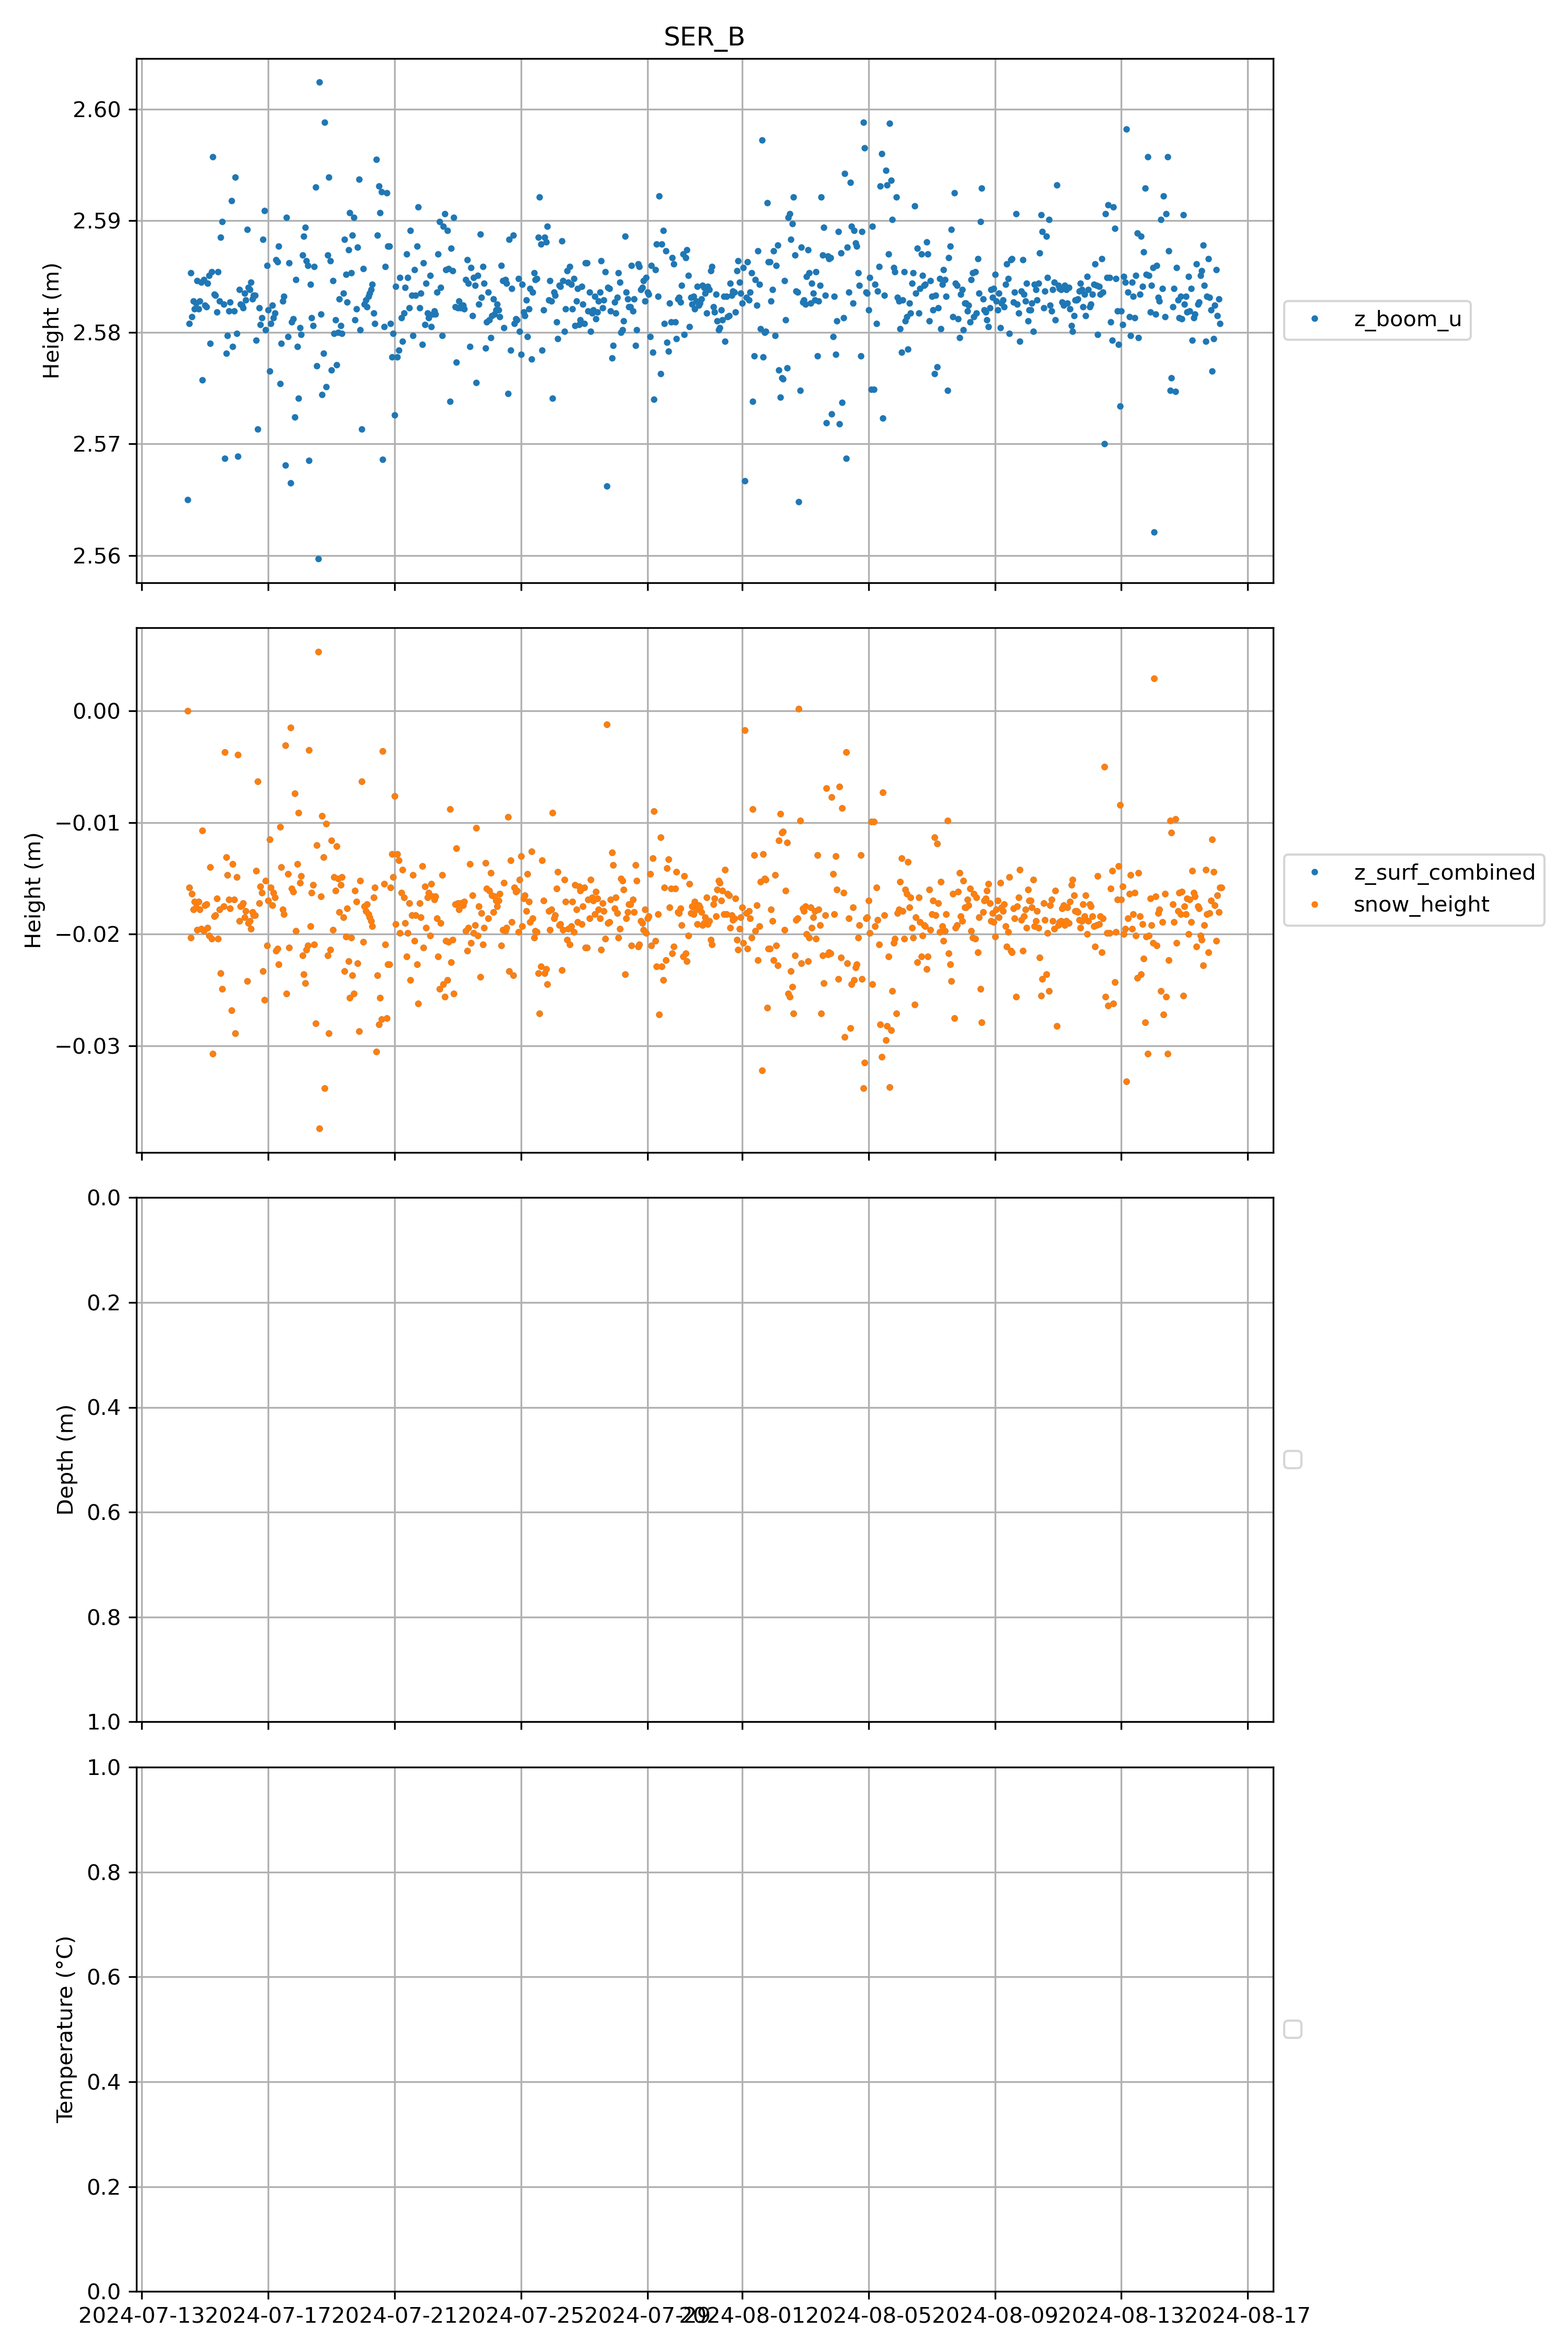 SER_B
Height (m)
2.60
2.59
2.58
2.57
2.56
z_boom_u
Height (m)
0.00
−0.01
−0.02
−0.03
z_surf_combined
snow_height
Depth (m)
0.0
0.2
0.4
0.6
0.8
1.0
Temperature (°C)
1.0
0.8
0.6
0.4
0.2
0.0
2024-07-13 2024-07-17 2024-07-21 2024-07-25 2024-07-29 2024-08-01 2024-08-05 2024-08-09 2024-08-13 2024-08-17